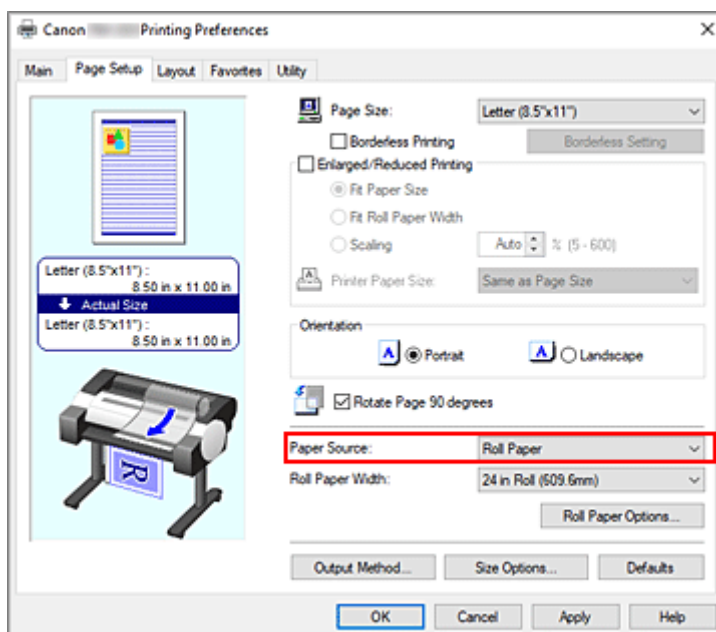 Canon Printing Preferences
Main Page Setup Layout Favorites Utility
Page Size: Letter (8.5"x11")
Borderless Printing Borderless Setting
Enlarged/Reduced Printing
Fit Paper Size
Fit Roll Paper Width
Scaling Auto % (5 - 600)
Printer Paper Size: Same as Page Size
Letter (8.5"x11") :
8.50 in x 11.00 in
Actual Size
Letter (8.5"x11") :
8.50 in x 11.00 in
Orientation
A Portrait A Landscape
Rotate Page 90 degrees
R
Paper Source: Roll Paper
Roll Paper Width: 24 in Roll (609.6mm)
Roll Paper Options...
Output Method... Size Options... Defaults
OK Cancel Apply Help